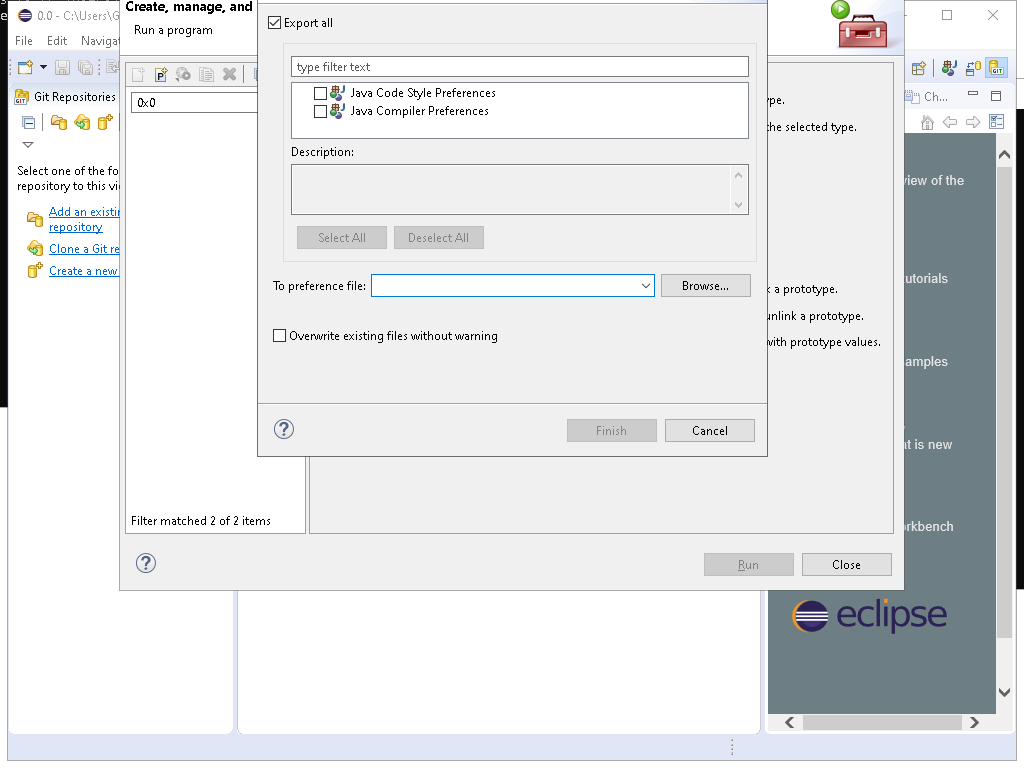 0.0 - C:\Users\G
File Edit Navigat
Git Repositories
Select one of the fo
repository to this vi
Add an existin
repository
Clone a Git re
Create a new
Create, manage, and
Run a program
0x0
Filter matched 2 of 2 items
Export all
type filter text
Java Code Style Preferences
Java Compiler Preferences
Description:
Select All Deselect All
To preference file: Browse...
Overwrite existing files without warning
Finish Cancel
ype.
the selected type.
k a prototype.
unlink a prototype.
with prototype values.
Run Close
Ch...
GIT
view of the
utorials
amples
at is new
orkbench
eclipse